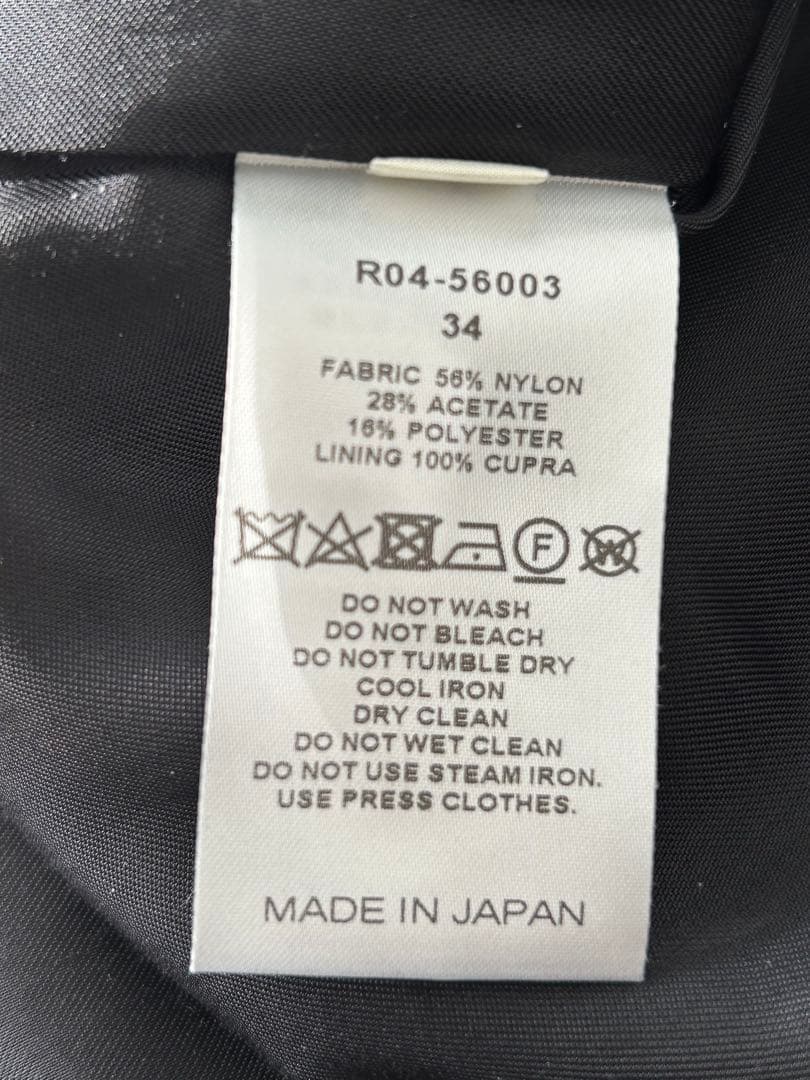 R04-56003
34
FABRIC 56% NYLON
28% ACETATE
16% POLYESTER
LINING 100% CUPRA
F W
DO NOT WASH
DO NOT BLEACH
DO NOT TUMBLE DRY
COOL IRON
DRY CLEAN
DO NOT WET CLEAN
DO NOT USE STEAM IRON.
USE PRESS CLOTHES.
MADE IN JAPAN